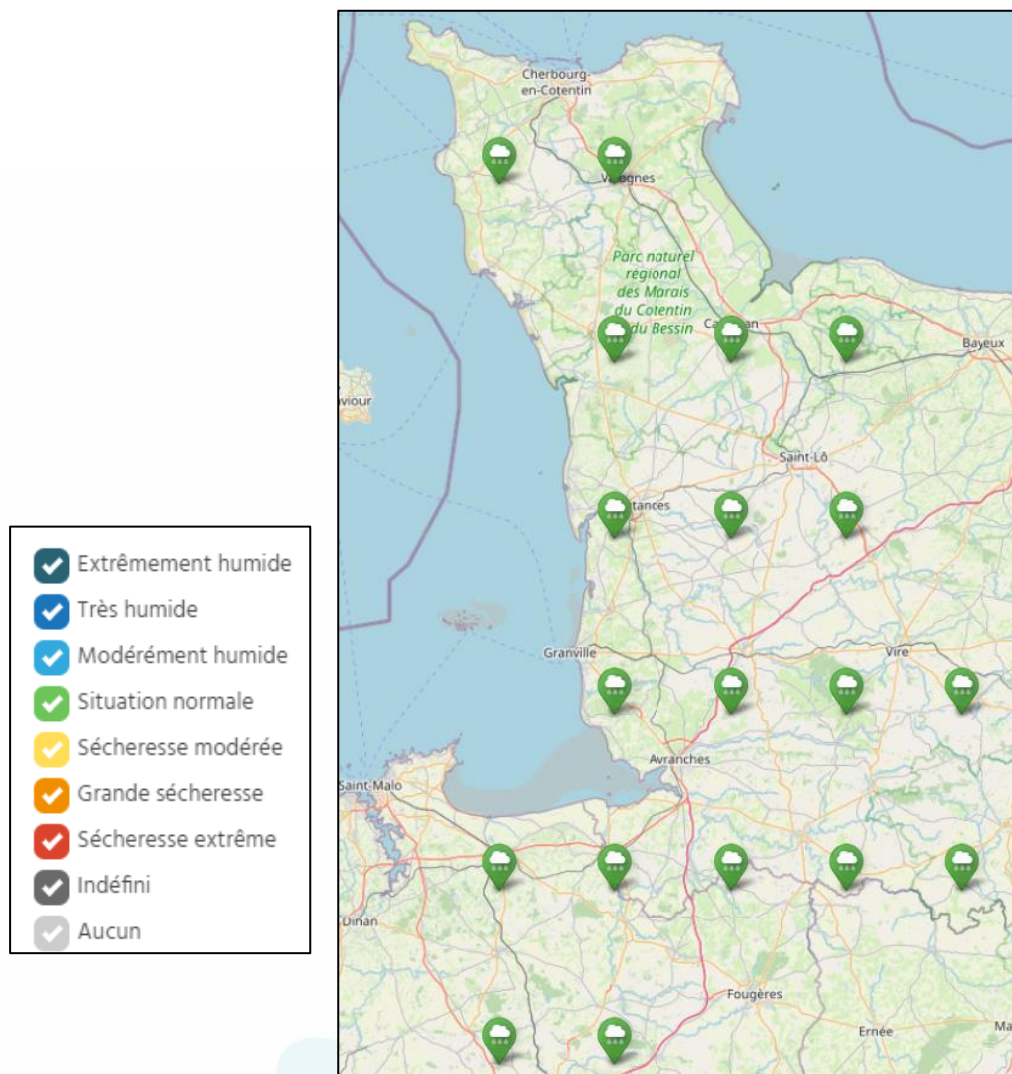 Extrêmement humide
Très humide
Modérément humide
Situation normale
Sécheresse modérée
Grande sécheresse
Sécheresse extrême
Indéfini
Aucun
Cherbourg-
en-Cotentin
Parc naturel
régional
des Marais
du Cotentin
du Bessin
Bayeux
Saint-Lô
Granville
Vire
Avranches
Saint-Malo
Dinan
Fougères
Ernée